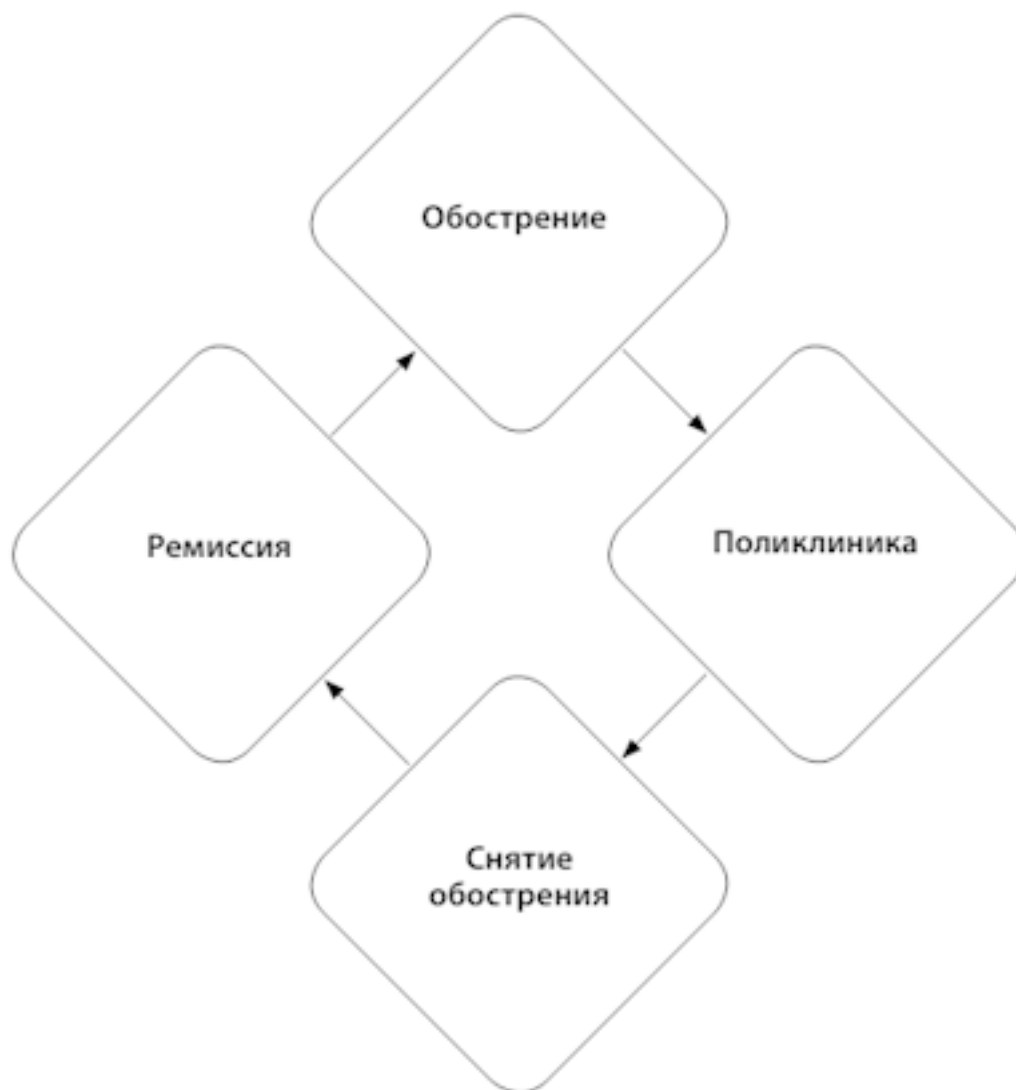 Обострение
Ремиссия
Поликлиника
Снятие
обострения